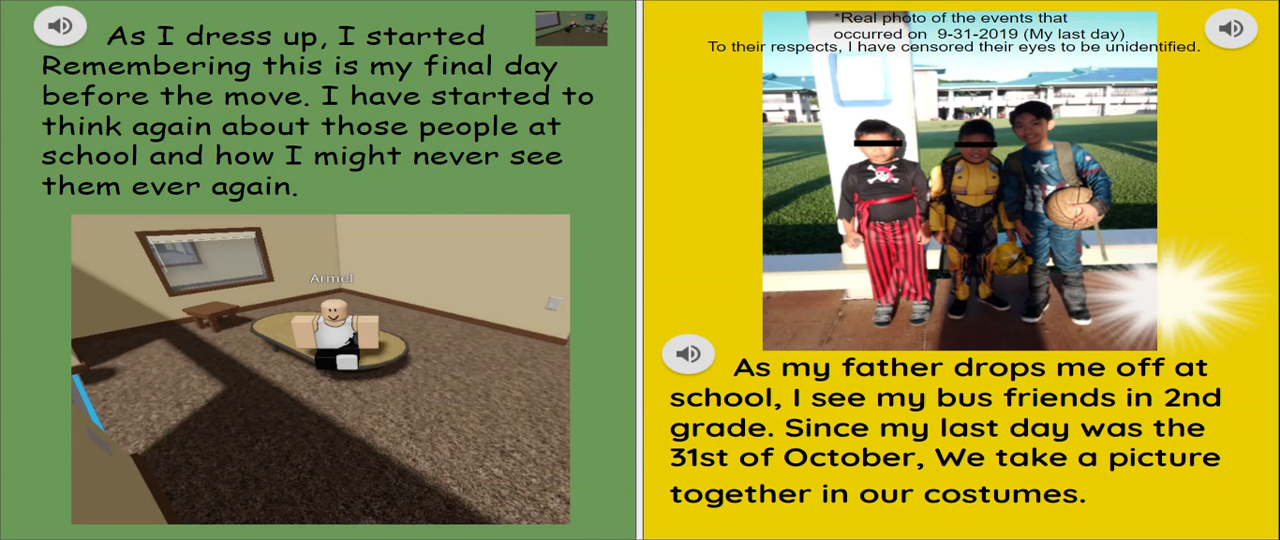 As I dress up, I started
Remembering this is my final day
before the move. I have started to
think again about those people at
school and how I might never see
them ever again.
Armel
*Real photo of the events that
occurred on 9-31-2019 (My last day)
To their respects, I have censored their eyes to be unidentified.
As my father drops me off at
school, I see my bus friends in 2nd
grade. Since my last day was the
31st of October, We take a picture
together in our costumes.